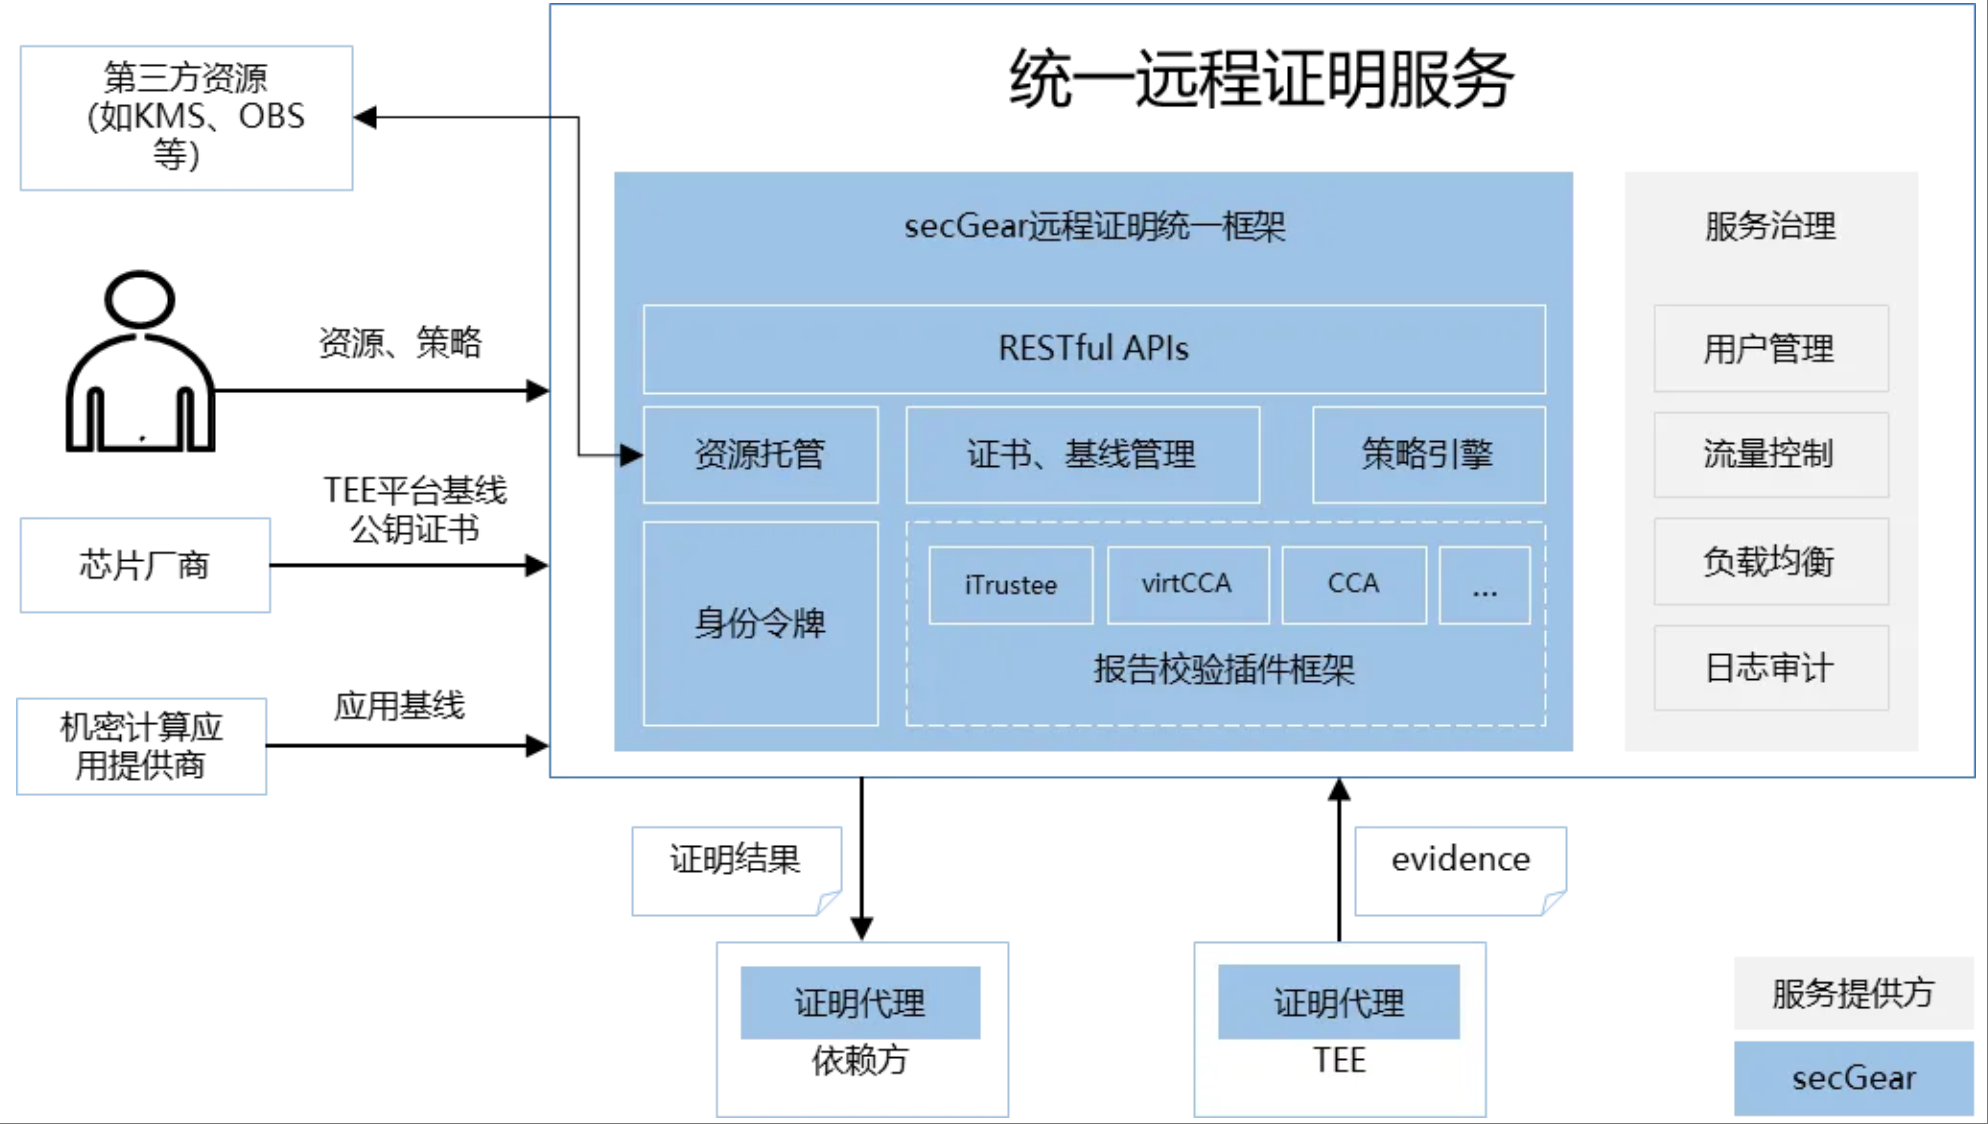 统一远程证明服务
第三方资源
(如KMS、OBS
等)
secGear远程证明统一框架
服务治理
RESTful APIs
用户管理
资源、策略
资源托管
证书、基线管理
策略引擎
流量控制
TEE平台基线
公钥证书
芯片厂商
身份令牌
iTrustee
virtCCA
CCA
...
报告校验插件框架
负载均衡
日志审计
应用基线
机密计算应
用提供商
证明结果
evidence
证明代理
依赖方
证明代理
TEE
服务提供方
secGear